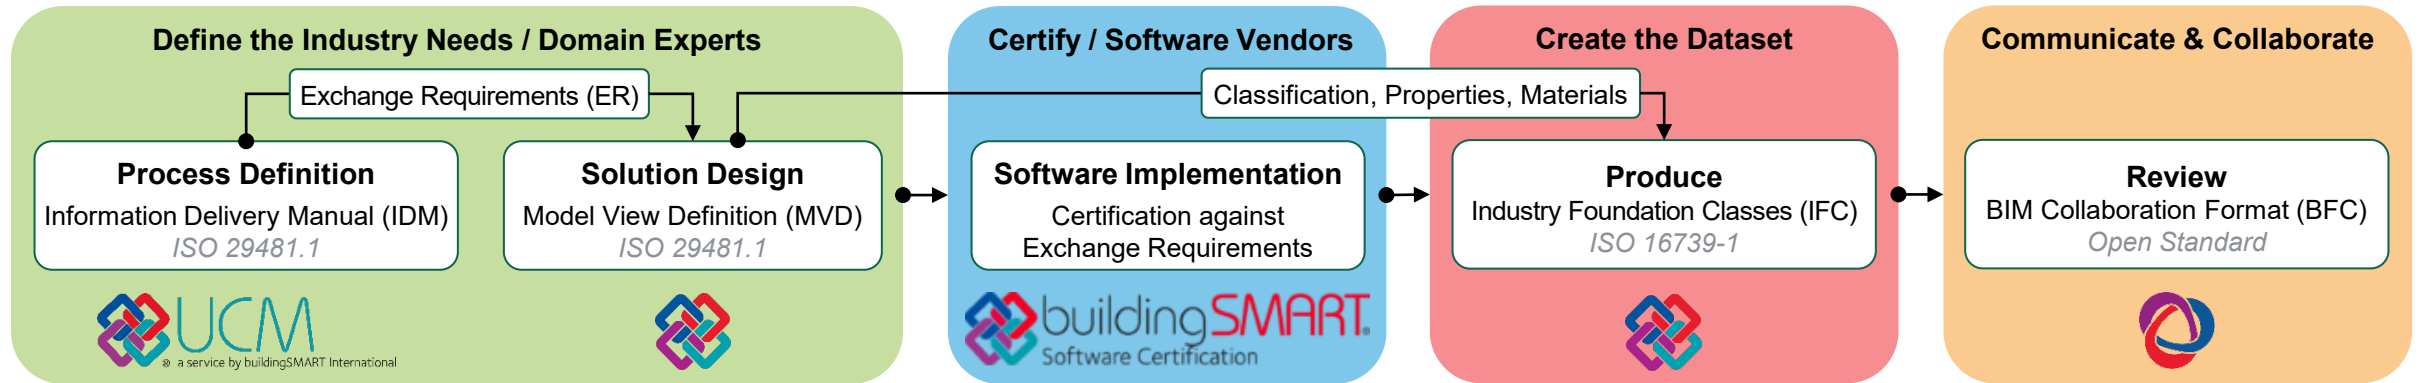 Define the Industry Needs / Domain Experts
Exchange Requirements (ER)
Process Definition
Information Delivery Manual (IDM)
ISO 29481.1
Solution Design
Model View Definition (MVD)
ISO 29481.1
UCM
® a service by buildingSMART International
Certify / Software Vendors
Classification, Properties, Materials
Software Implementation
Certification against
Exchange Requirements
buildingSMART®
Software Certification
Create the Dataset
Produce
Industry Foundation Classes (IFC)
ISO 16739-1
Communicate & Collaborate
Review
BIM Collaboration Format (BFC)
Open Standard